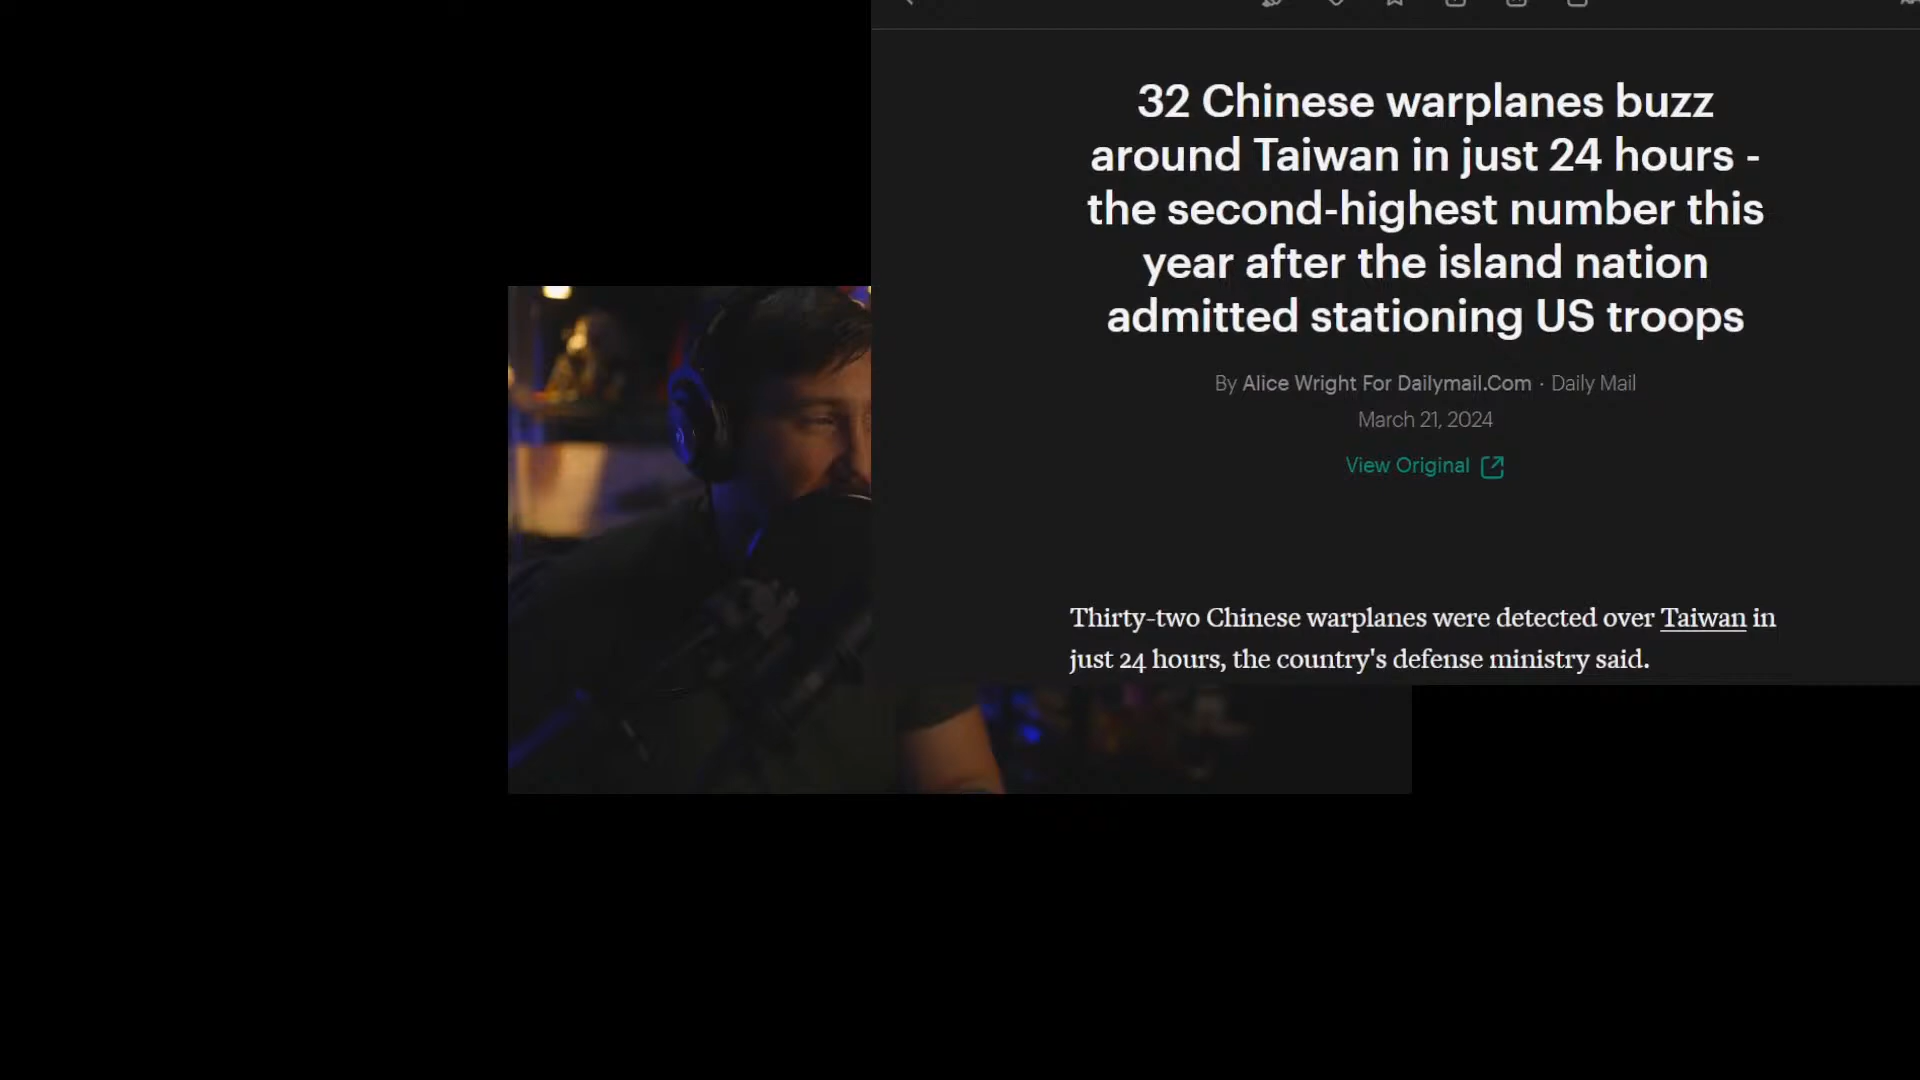 32 Chinese warplanes buzz
around Taiwan in just 24 hours -
the second-highest number this
year after the island nation
admitted stationing US troops
By Alice Wright For Dailymail.Com · Daily Mail
March 21, 2024
View Original
Thirty-two Chinese warplanes were detected over Taiwan in
just 24 hours, the country's defense ministry said.